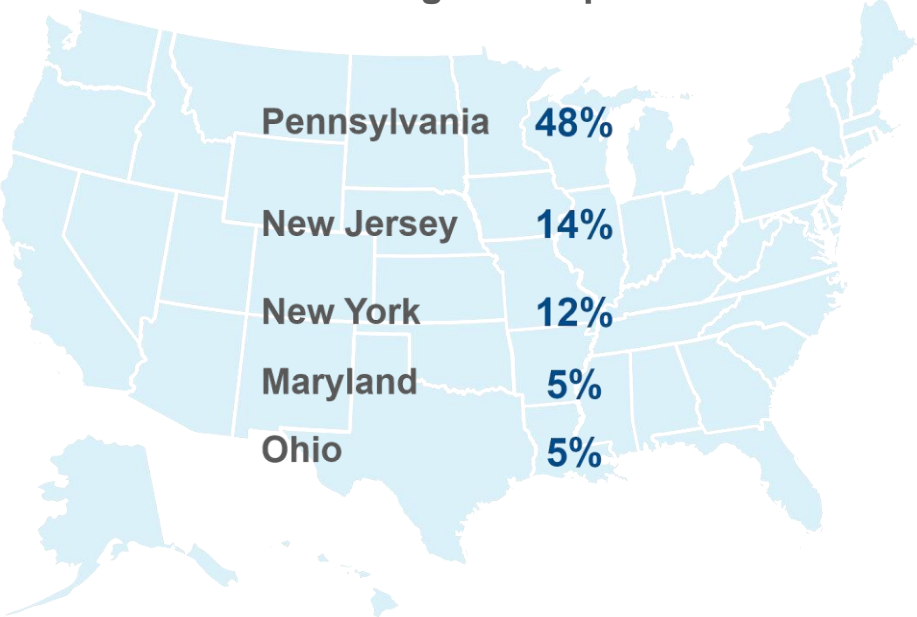 Pennsylvania 48%
New Jersey 14%
New York 12%
Maryland 5%
Ohio 5%